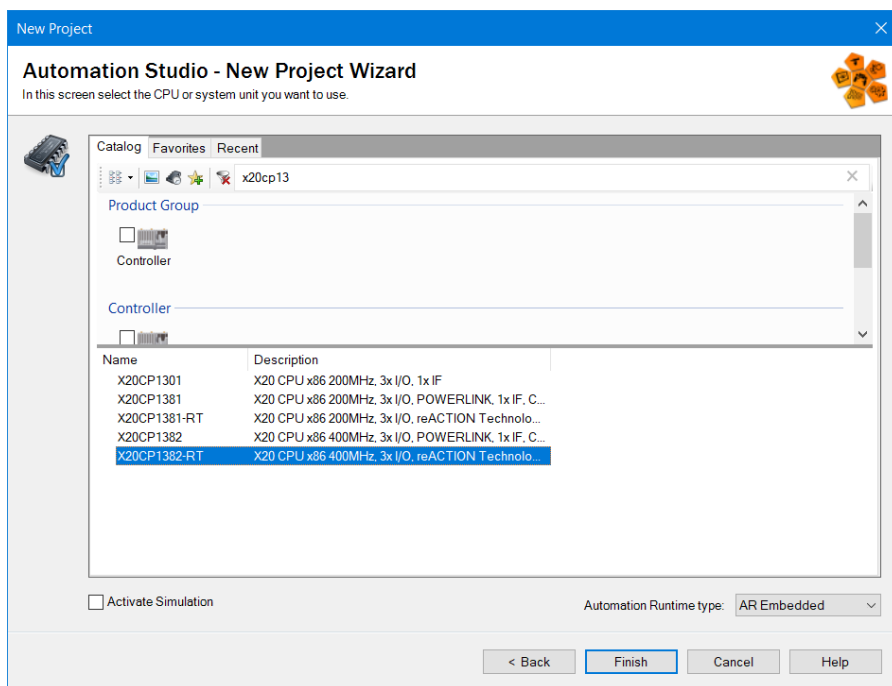 New Project
Automation Studio - New Project Wizard
In this screen select the CPU or system unit you want to use.
Catalog Favorites Recent
x20cp13
Product Group
Controller
Controller
Name Description
X20CP1301 X20 CPU x86 200MHz, 3x I/O, 1x IF
X20CP1381 X20 CPU x86 200MHz, 3x I/O, POWERLINK, 1x IF, C...
X20CP1381-RT X20 CPU x86 200MHz, 3x I/O, reACTION Technolo...
X20CP1382 X20 CPU x86 400MHz, 3x I/O, POWERLINK, 1x IF, C...
X20CP1382-RT X20 CPU x86 400MHz, 3x I/O, reACTION Technolo...
Activate Simulation Automation Runtime type: AR Embedded
< Back Finish Cancel Help